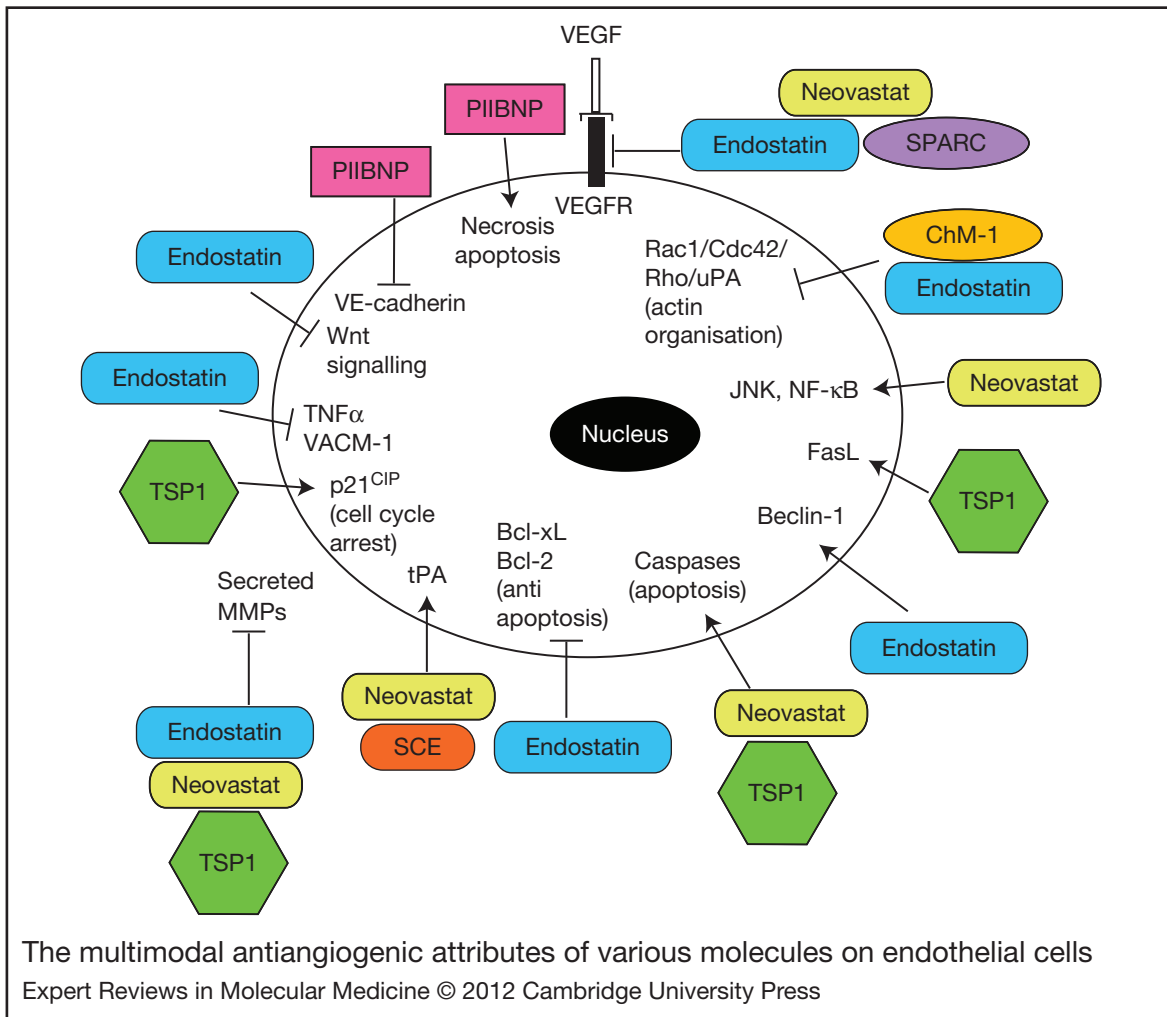 VEGF
PIIBNP
Neovastat
Endostatin
SPARC
PIIBNP
VEGFR
Necrosis
apoptosis
ChM-1
Endostatin
Rac1/Cdc42/
Rho/uPA
(actin
organisation)
Endostatin
VE-cadherin
Wnt
signalling
Endostatin
TNFα
VACM-1
JNK, NF-κB
Neovastat
Nucleus
TSP1
p21^CIP
(cell cycle
arrest)
FasL
TSP1
Beclin-1
Endostatin
Bcl-xL
Bcl-2
(anti
apoptosis)
Caspases
(apoptosis)
tPA
Secreted
MMPs
Neovastat
SCE
Endostatin
Neovastat
TSP1
Endostatin
Neovastat
TSP1
The multimodal antiangiogenic attributes of various molecules on endothelial cells
Expert Reviews in Molecular Medicine © 2012 Cambridge University Press